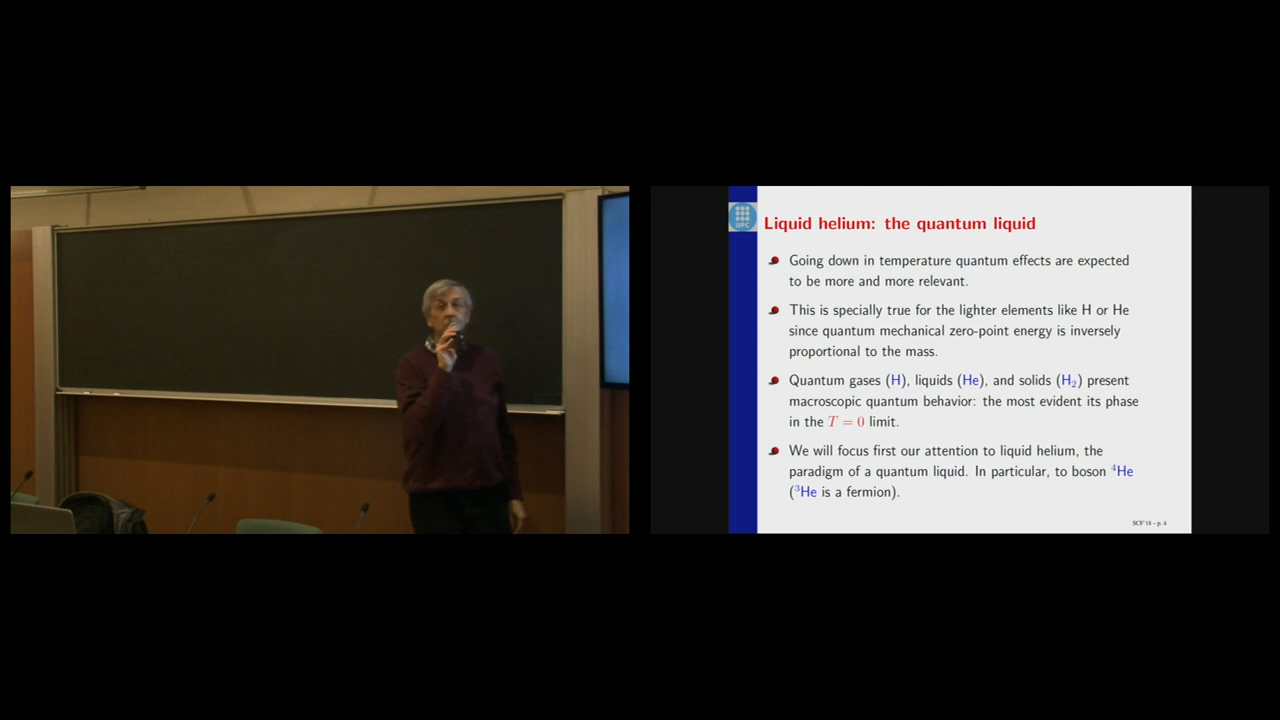 UPC
Liquid helium: the quantum liquid
Going down in temperature quantum effects are expected
to be more and more relevant.
This is specially true for the lighter elements like H or He
since quantum mechanical zero-point energy is inversely
proportional to the mass.
Quantum gases (H), liquids (He), and solids (H₂) present
macroscopic quantum behavior: the most evident its phase
in the T = 0 limit.
We will focus first our attention to liquid helium, the
paradigm of a quantum liquid. In particular, to boson ⁴He
(³He is a fermion).
SCF'18 – p. 4